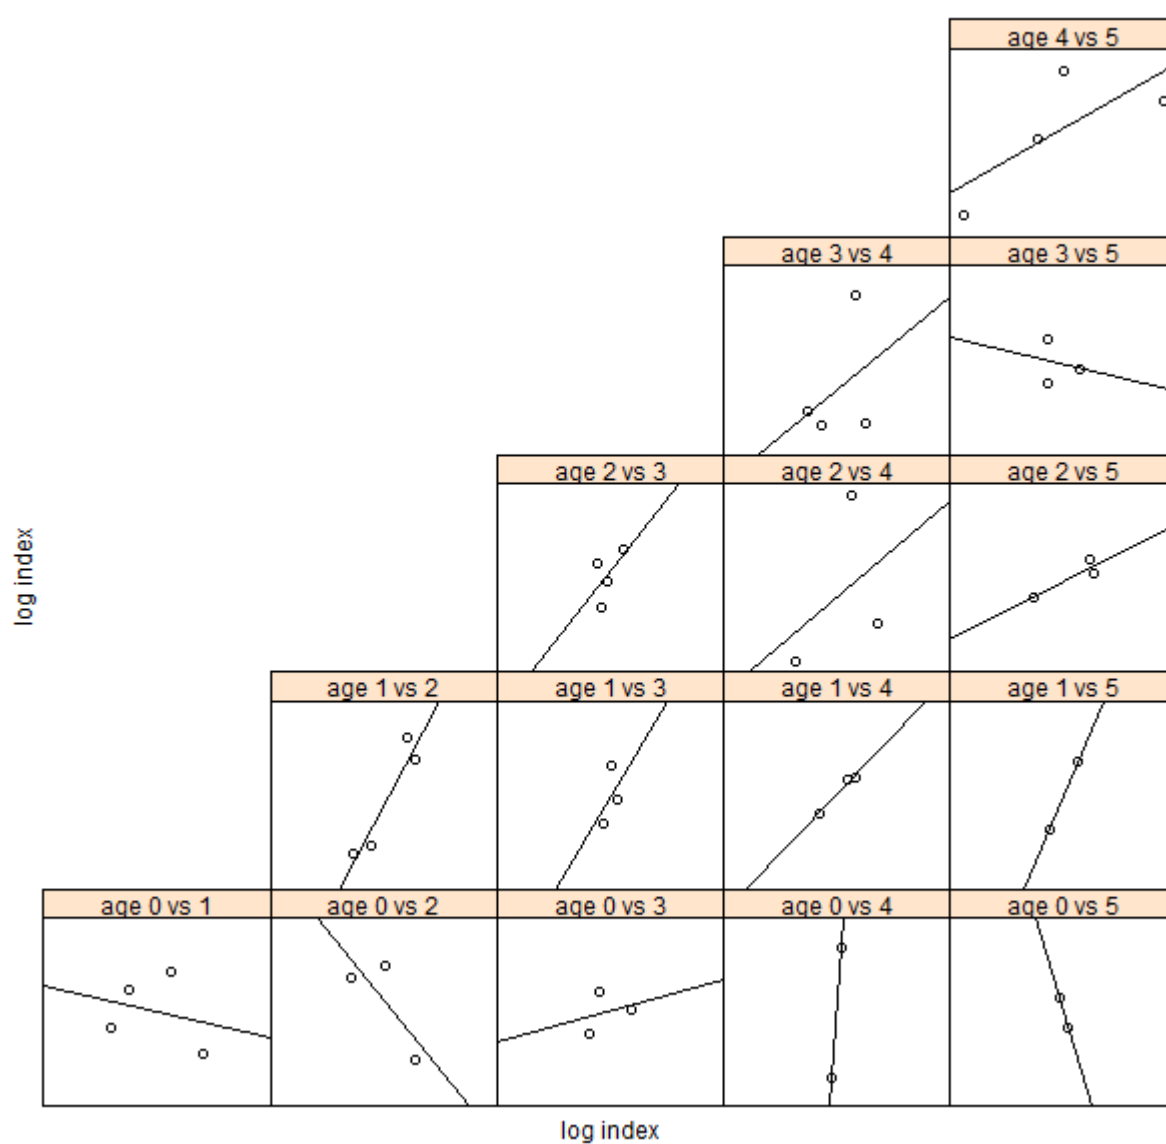 age 4 vs 5
age 3 vs 4
age 3 vs 5
age 2 vs 3
age 2 vs 4
age 2 vs 5
log index
age 1 vs 2
age 1 vs 3
age 1 vs 4
age 1 vs 5
age 0 vs 1
age 0 vs 2
age 0 vs 3
age 0 vs 4
age 0 vs 5
log index